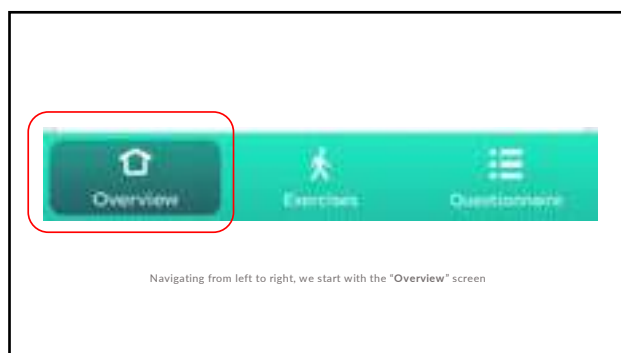 Overview
Exercises
Questionnaire
Navigating from left to right, we start with the "Overview" screen